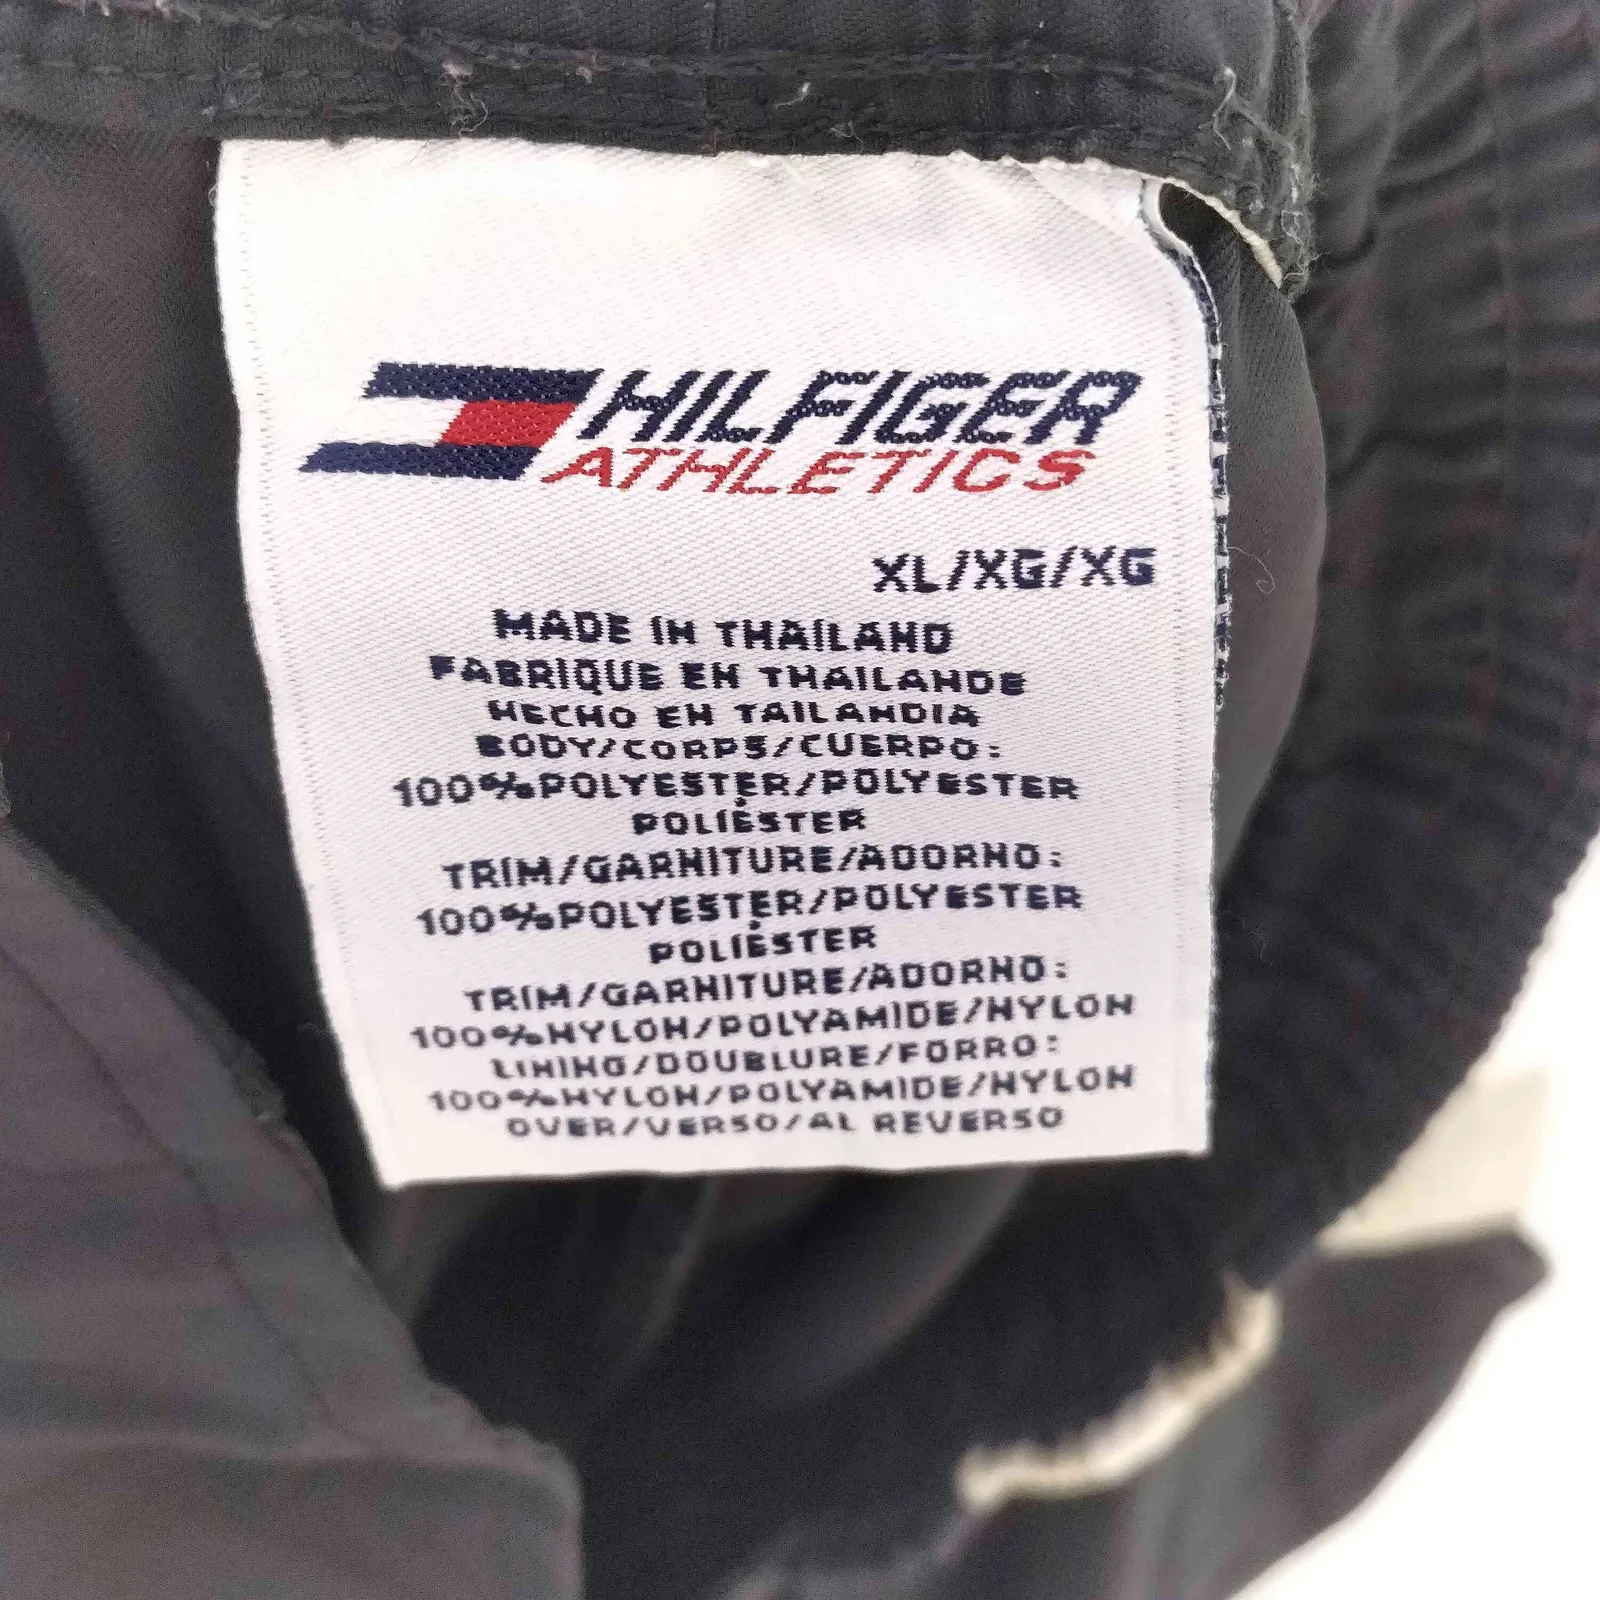 HILFIGER
ATHLETICS
XL/XG/XG
MADE IN THAILAND
FABRIQUE EN THAILANDE
HECHO EN TAILANDIA
BODY/CORPS/CUERPO:
100%POLYESTER/POLYESTER
POLIÉSTER
TRIM/GARNITURE/ADORNO:
100%POLYESTER/POLYESTER
POLIÉSTER
TRIM/GARNITURE/ADORNO:
100%NYLON/POLYAMIDE/NYLON
LINING/DOUBLURE/FORRO:
100%NYLON/POLYAMIDE/NYLON
OVER/VERSO/AL REVERSO